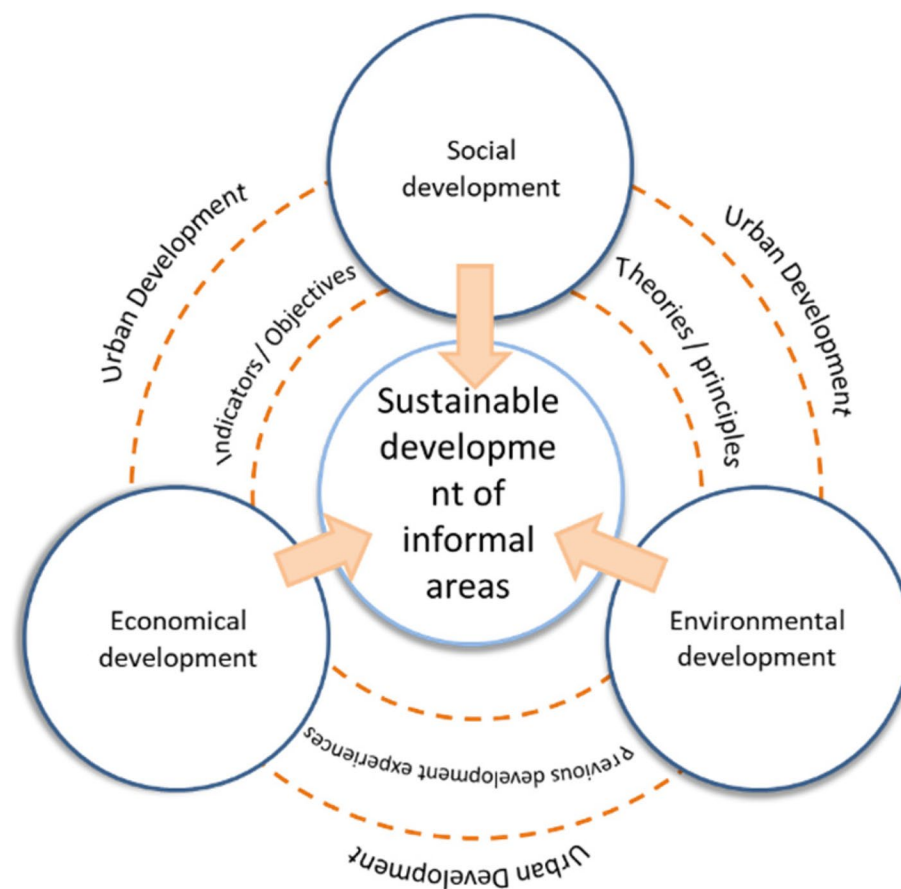 Social
development
Urban Development
Urban Development
Indicators / Objectives
Theories / principles
Sustainable
developme
nt of
informal
areas
Economical
development
Environmental
development
Previous development experiences
Urban Development